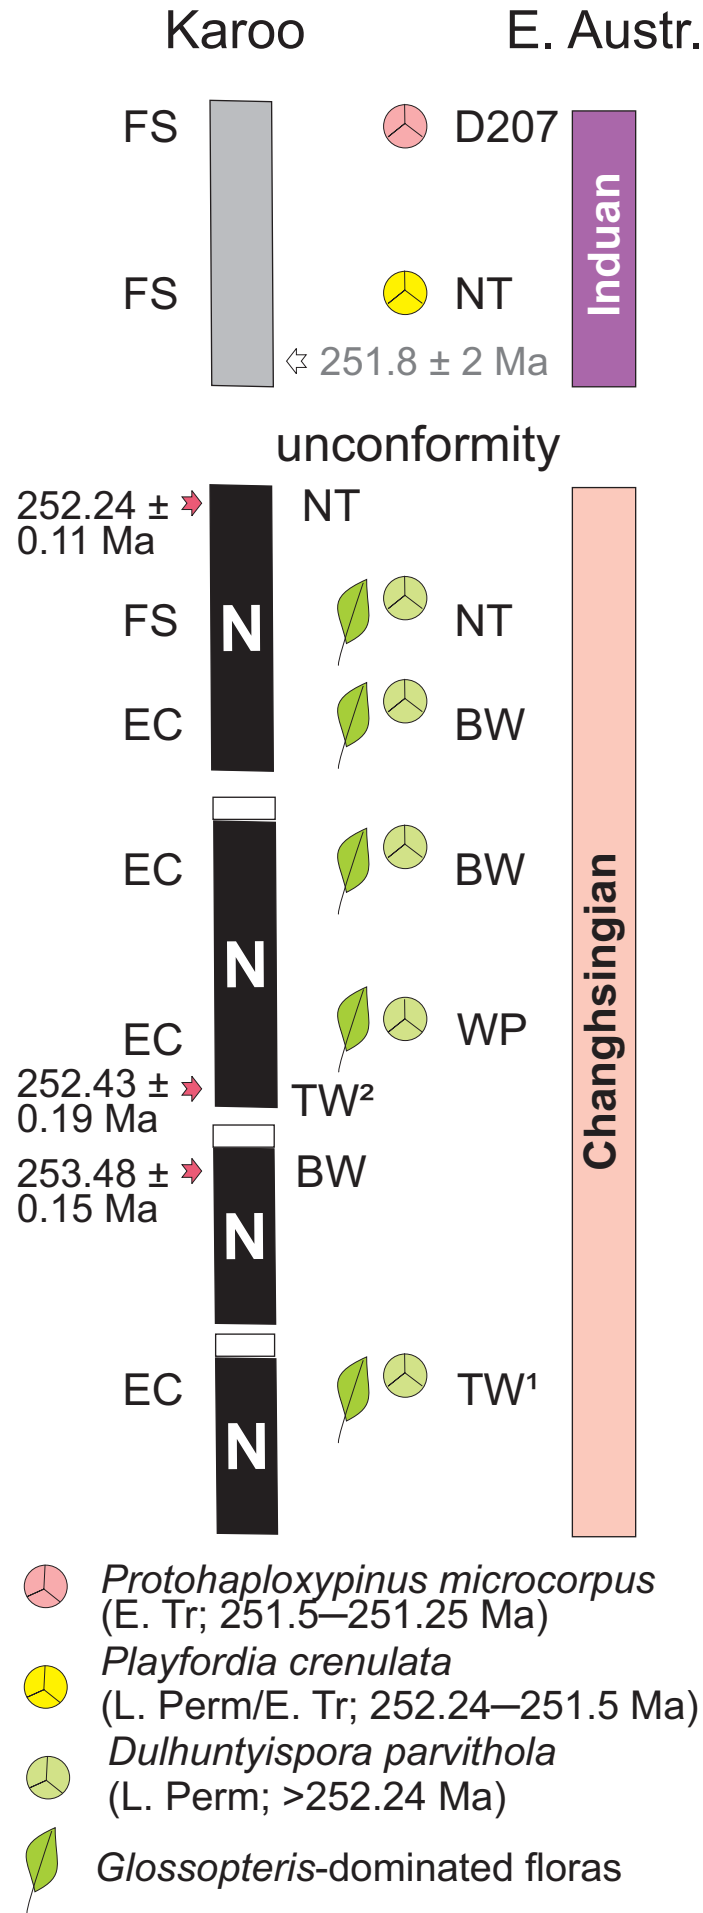 Karoo E. Austr.
FS D207
Induan
FS NT
251.8 ± 2 Ma
unconformity
252.24 ± NT
0.11 Ma
FS N NT
EC BW
EC BW
N
Changhsingian
EC WP
252.43 ± TW²
0.19 Ma
253.48 ± BW
0.15 Ma
N
EC TW¹
N
Protohaploxypinus microcorpus
(E. Tr; 251.5–251.25 Ma)
Playfordia crenulata
(L. Perm/E. Tr; 252.24–251.5 Ma)
Dulhuntyispora parvithola
(L. Perm; >252.24 Ma)
Glossopteris-dominated floras